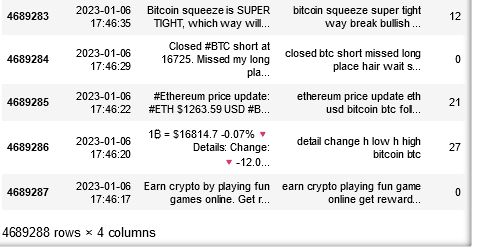 4689283 2023-01-06 Bitcoin squeeze is SUPER bitcoin squeeze super tight 12
17:46:35 TIGHT, which way will... way break bullish ...
4689284 2023-01-06 Closed #BTC short at closed btc short missed long 0
17:46:29 16725. Missed my long place hair wait s...
pla...
4689285 2023-01-06 #Ethereum price update: ethereum price update eth 21
17:46:22 #ETH $1263.59 USD #B... usd bitcoin btc foll...
4689286 2023-01-06 1₿ = $16814.7 -0.07% 🔻 detail change h low h high 27
17:46:20 Details: Change: bitcoin btc
🔻 -12.0...
4689287 2023-01-06 Earn crypto by playing fun earn crypto playing fun game 0
17:46:17 games online. Get r... online get reward...
4689288 rows × 4 columns